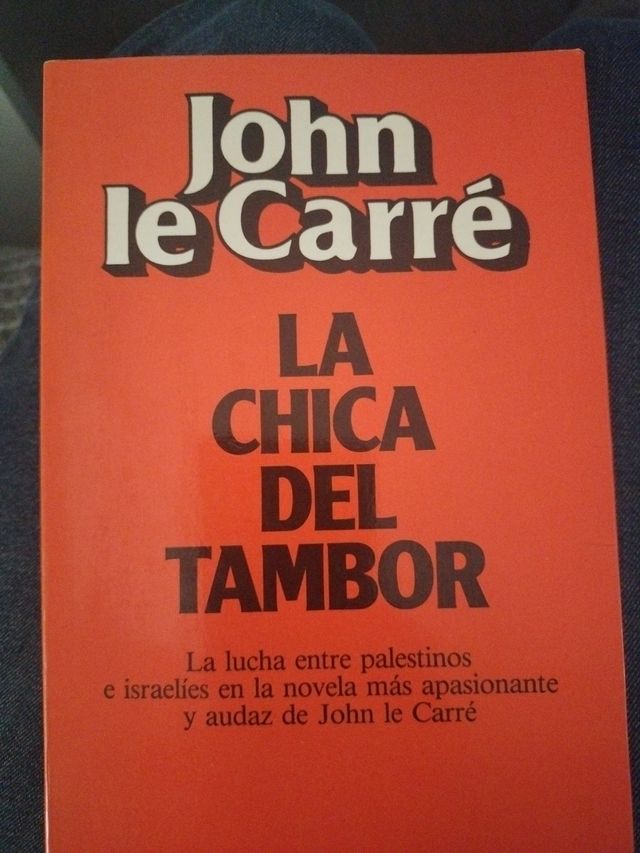 John
le Carré
LA
CHICA
DEL
TAMBOR
La lucha entre palestinos
e israelíes en la novela más apasionante
y audaz de John le Carré